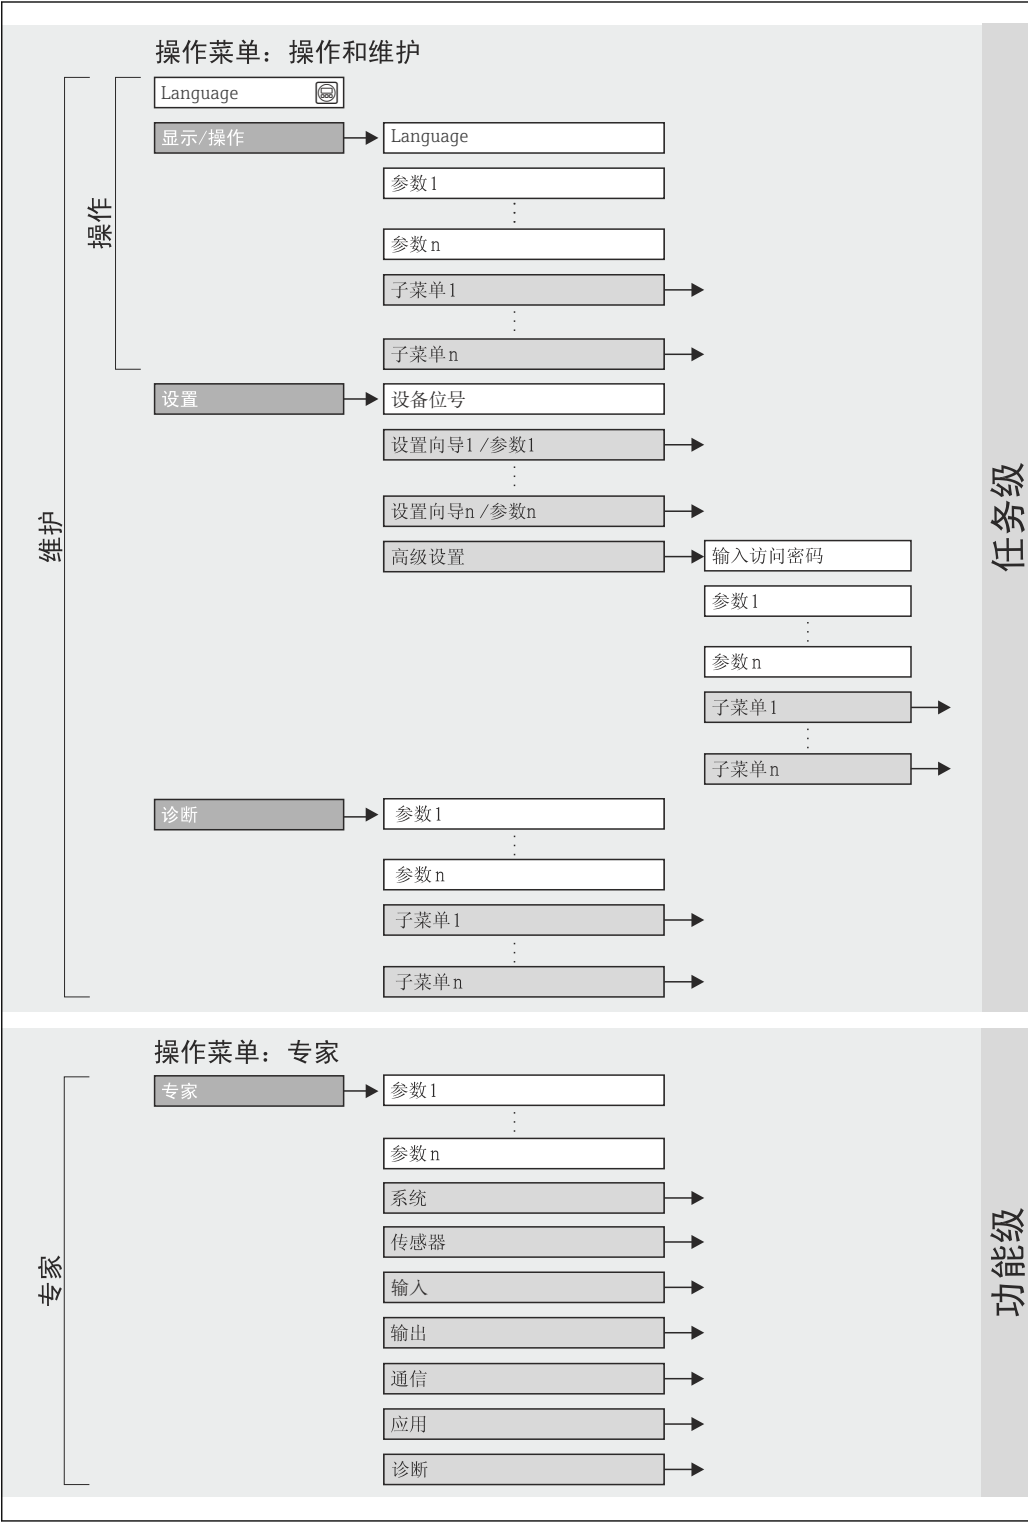 操作菜单：操作和维护
Language
显示/操作
Language
参数1
参数n
子菜单1
子菜单n
操作
设置
设备位号
设置向导1 /参数1
设置向导n /参数n
高级设置
输入访问密码
参数1
参数n
子菜单1
子菜单n
维护
任务级
诊断
参数1
参数n
子菜单1
子菜单n
操作菜单：专家
专家
参数1
参数n
系统
传感器
输入
输出
通信
应用
诊断
专家
功能级